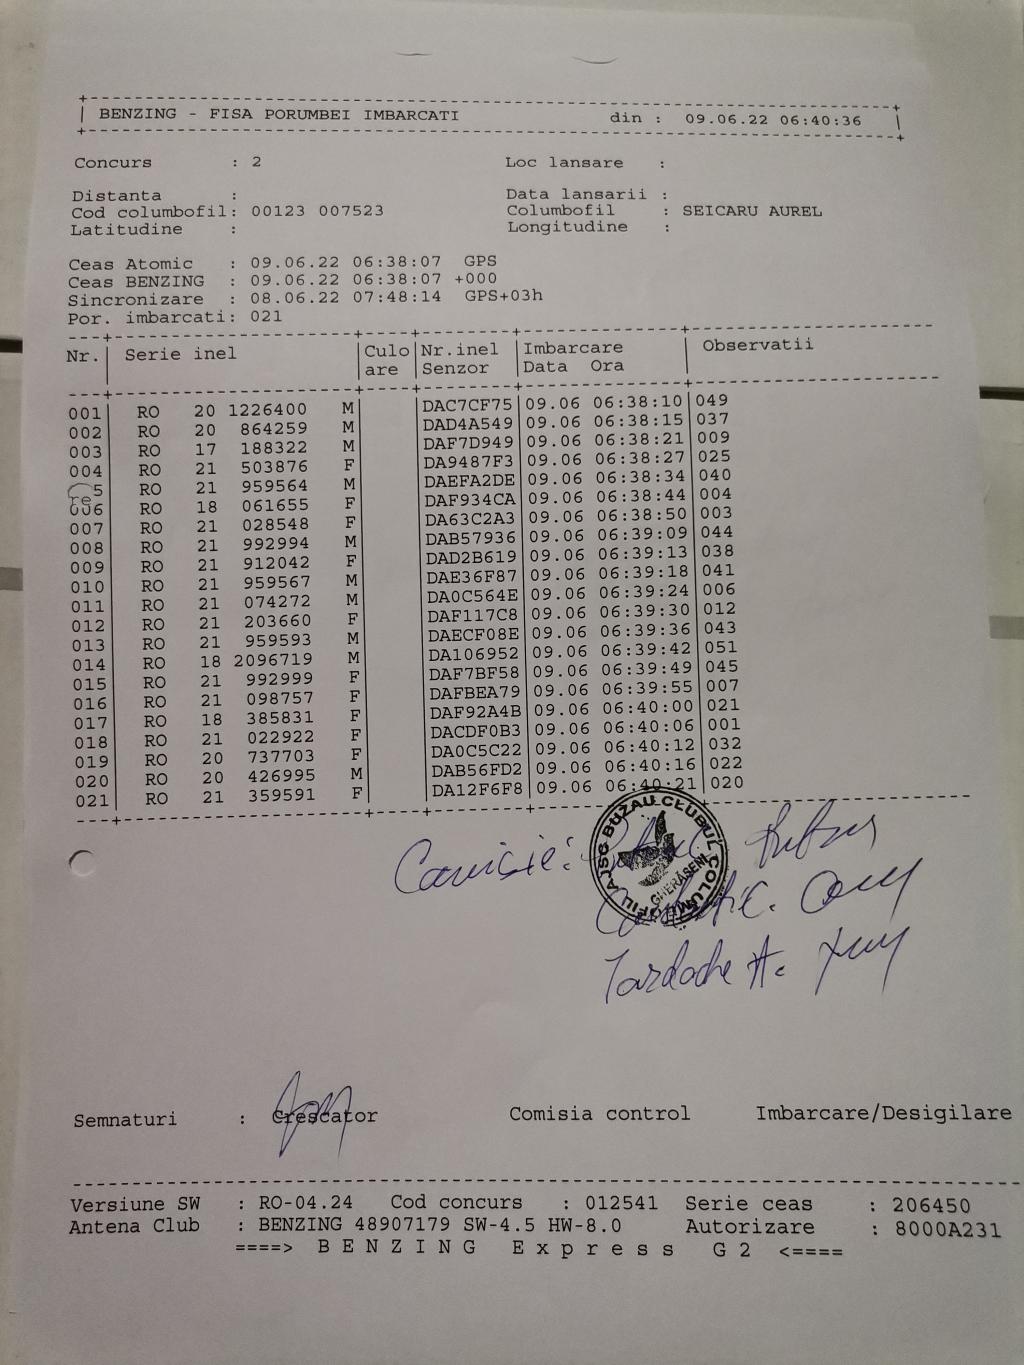 BENZING - FISA PORUMBEI IMBARCATI din : 09.06.22 06:40:36
Concurs : 2 Loc lansare :
Distanta : Data lansarii :
Cod columbofil: 00123 007523 Columbofil : SEICARU AUREL
Latitudine : Longitudine :
Ceas Atomic : 09.06.22 06:38:07 GPS
Ceas BENZING : 09.06.22 06:38:07 +000
Sincronizare : 08.06.22 07:48:14 GPS+03h
Por. imbarcati: 021
Nr. Serie inel Culo Nr.inel Imbarcare Observatii
are Senzor Data Ora
001 RO 20 1226400 M DAC7CF75 09.06 06:38:10 049
002 RO 20 864259 M DAD4A549 09.06 06:38:15 037
003 RO 17 188322 M DAF7D949 09.06 06:38:21 009
004 RO 21 503876 F DA9487F3 09.06 06:38:27 025
5 RO 21 959564 M DAEFA2DE 09.06 06:38:34 040
006 RO 18 061655 F DAF934CA 09.06 06:38:44 004
007 RO 21 028548 F DA63C2A3 09.06 06:38:50 003
008 RO 21 992994 M DAB57936 09.06 06:39:09 044
009 RO 21 912042 F DAD2B619 09.06 06:39:13 038
010 RO 21 959567 M DAE36F87 09.06 06:39:18 041
011 RO 21 074272 M DA0C564E 09.06 06:39:24 006
012 RO 21 203660 F DAF117C8 09.06 06:39:30 012
013 RO 21 959593 M DAECF08E 09.06 06:39:36 043
014 RO 18 2096719 M DA106952 09.06 06:39:42 051
015 RO 21 992999 F DAF7BF58 09.06 06:39:49 045
016 RO 21 098757 F DAFBEA79 09.06 06:39:55 007
017 RO 18 385831 F DAF92A4B 09.06 06:40:00 021
018 RO 21 022922 F DACDF0B3 09.06 06:40:06 001
019 RO 20 737703 F DA0C5C22 09.06 06:40:12 032
020 RO 20 426995 M DAB56FD2 09.06 06:40:16 022
021 RO 21 359591 F DA12F6F8 09.06 06:40:21 020
CLUBUL COLUMBOFIL AJSG BUZAU
GHERĂSENI
Comisie:
Iordache A.
Semnaturi : Crescator Comisia control Imbarcare/Desigilare
Versiune SW : RO-04.24 Cod concurs : 012541 Serie ceas : 206450
Antena Club : BENZING 48907179 SW-4.5 HW-8.0 Autorizare : 8000A231
====> B E N Z I N G E x p r e s s G 2 <====